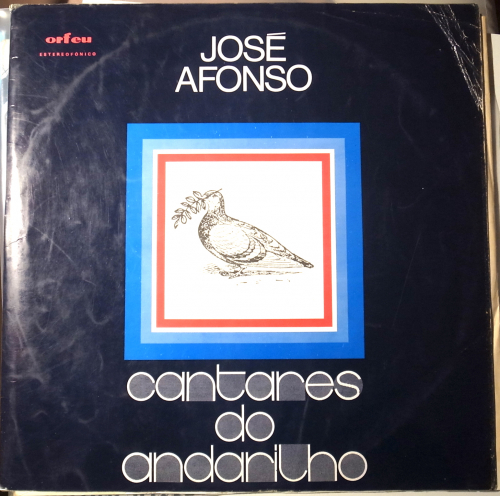 orfeu
ESTEREOFÓNICO
JOSÉ
AFONSO
cantares
do
andarilho